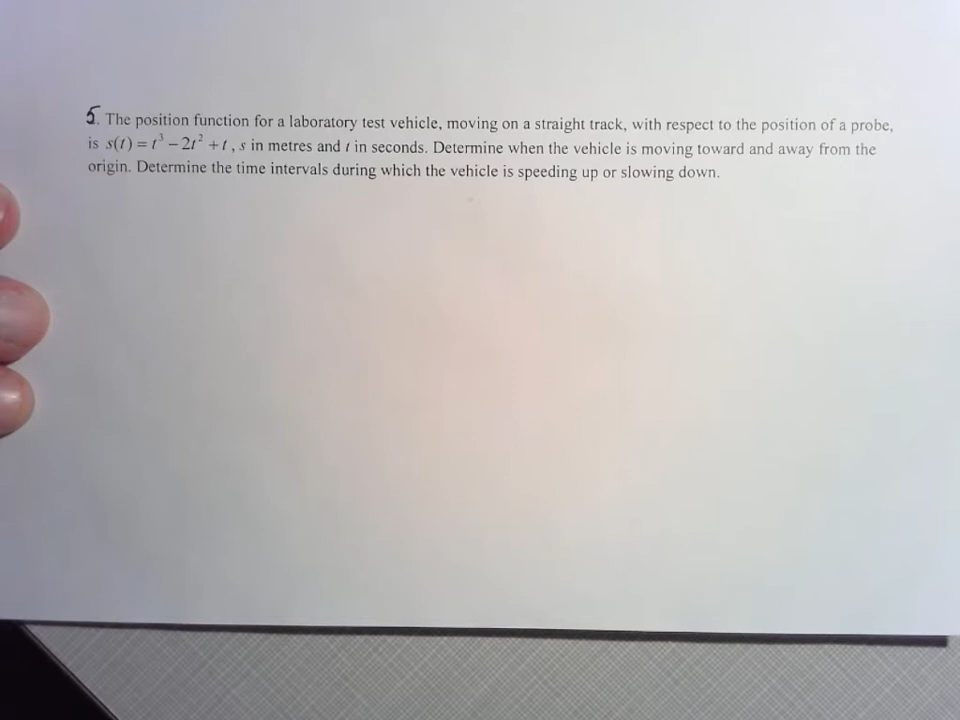 5. The position function for a laboratory test vehicle, moving on a straight track, with respect to the position of a probe,
is s(t) = t³ – 2t² + t , s in metres and t in seconds. Determine when the vehicle is moving toward and away from the
origin. Determine the time intervals during which the vehicle is speeding up or slowing down.